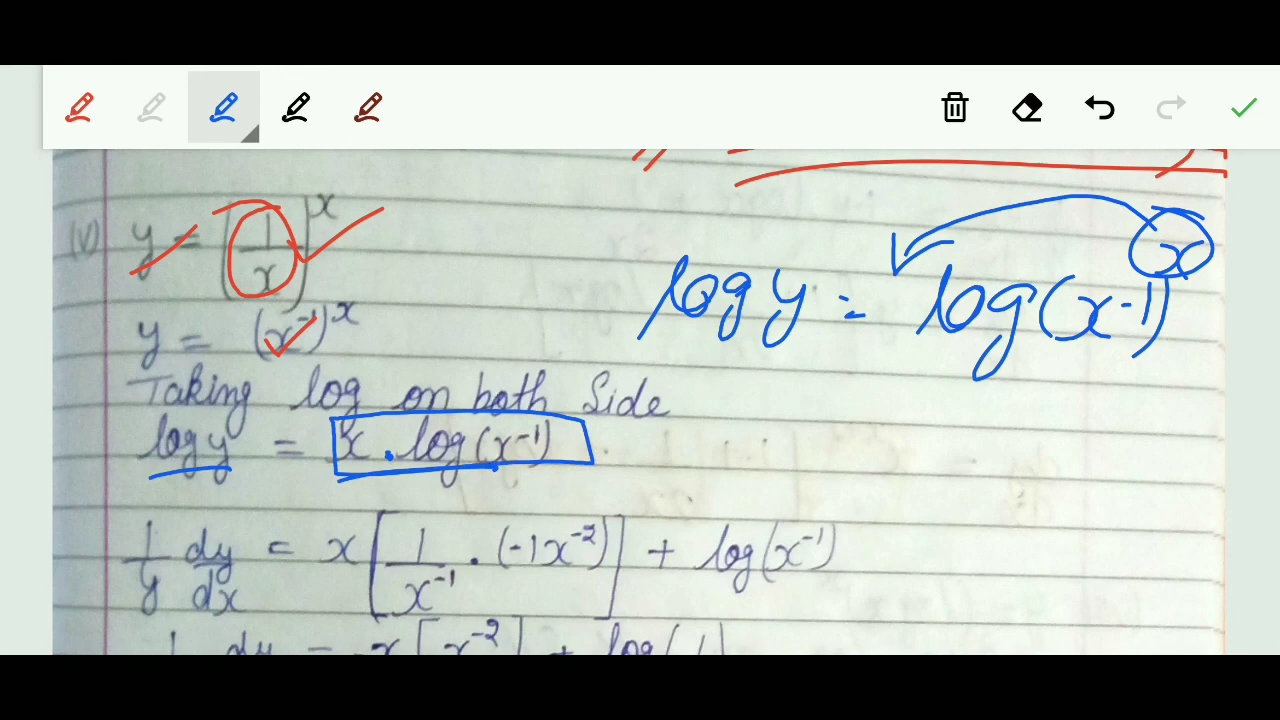 (v) y = (1/x)^x
log y = log(x-1)^x
y = (x^-1)^x
Taking log on both Side
log y = x . log(x^-1)
1/y dy/dx = x[1/x^-1 . (-1x^-2)] + log(x^-1)